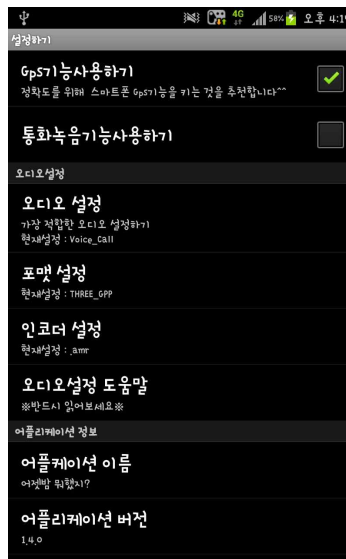 4G 58% 오후 4:19
설정하기
Gps기능사용하기
정확도를 위해 스마트폰 Gps기능을 키는 것을 추천합니다^^
통화녹음기능사용하기
오디오설정
오디오 설정
가장 적합한 오디오 설정하기
현재설정 : Voice_Call
포맷 설정
현재설정 : THREE_GPP
인코더 설정
현재설정 : .amr
오디오설정 도움말
※반드시 읽어보세요※
어플리케이션 정보
어플케이션 이름
어젯밤 뭐했지?
어플리케이션 버전
1.4.0